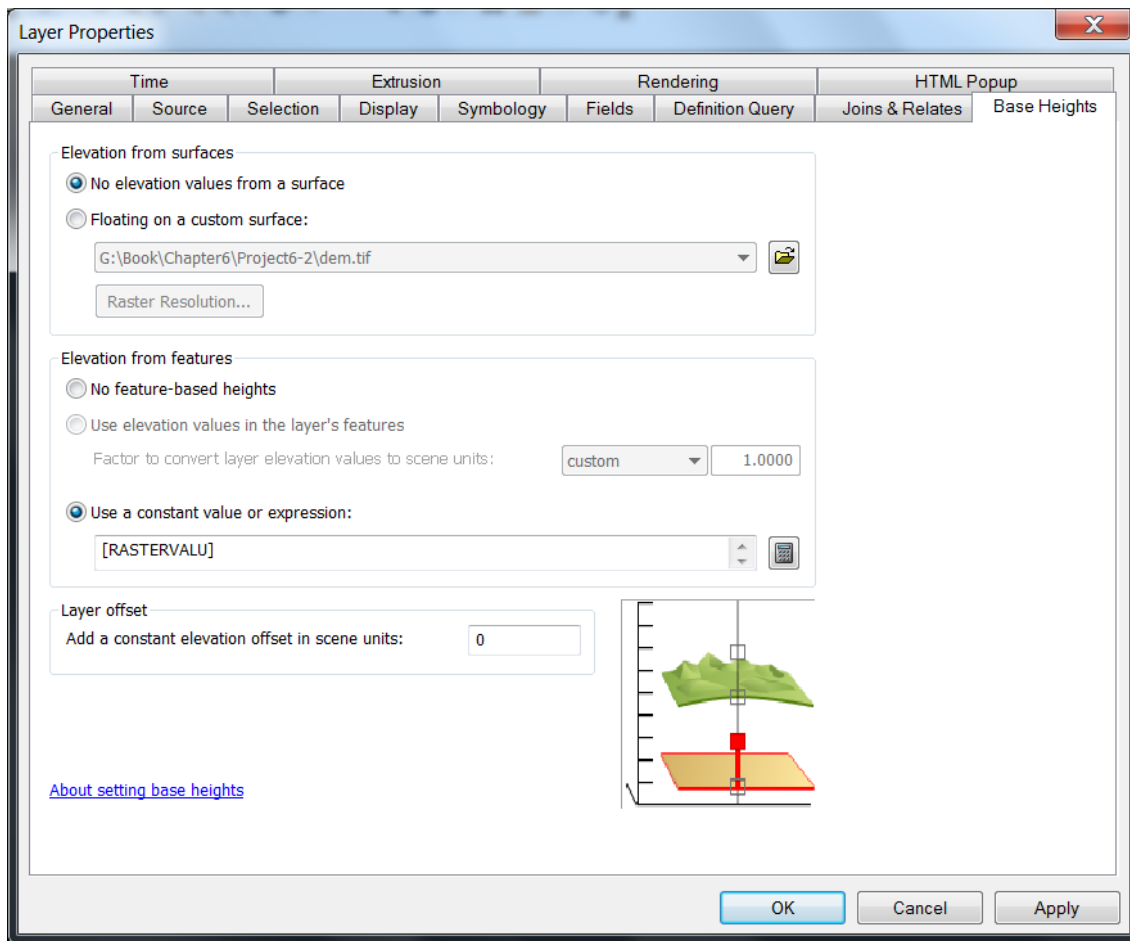 Layer Properties
X
Time Extrusion Rendering HTML Popup
General Source Selection Display Symbology Fields Definition Query Joins & Relates Base Heights
Elevation from surfaces
No elevation values from a surface
Floating on a custom surface:
G:\Book\Chapter6\Project6-2\dem.tif
Raster Resolution...
Elevation from features
No feature-based heights
Use elevation values in the layer's features
Factor to convert layer elevation values to scene units: custom 1.0000
Use a constant value or expression:
[RASTERVALU]
Layer offset
Add a constant elevation offset in scene units: 0
About setting base heights
OK Cancel Apply